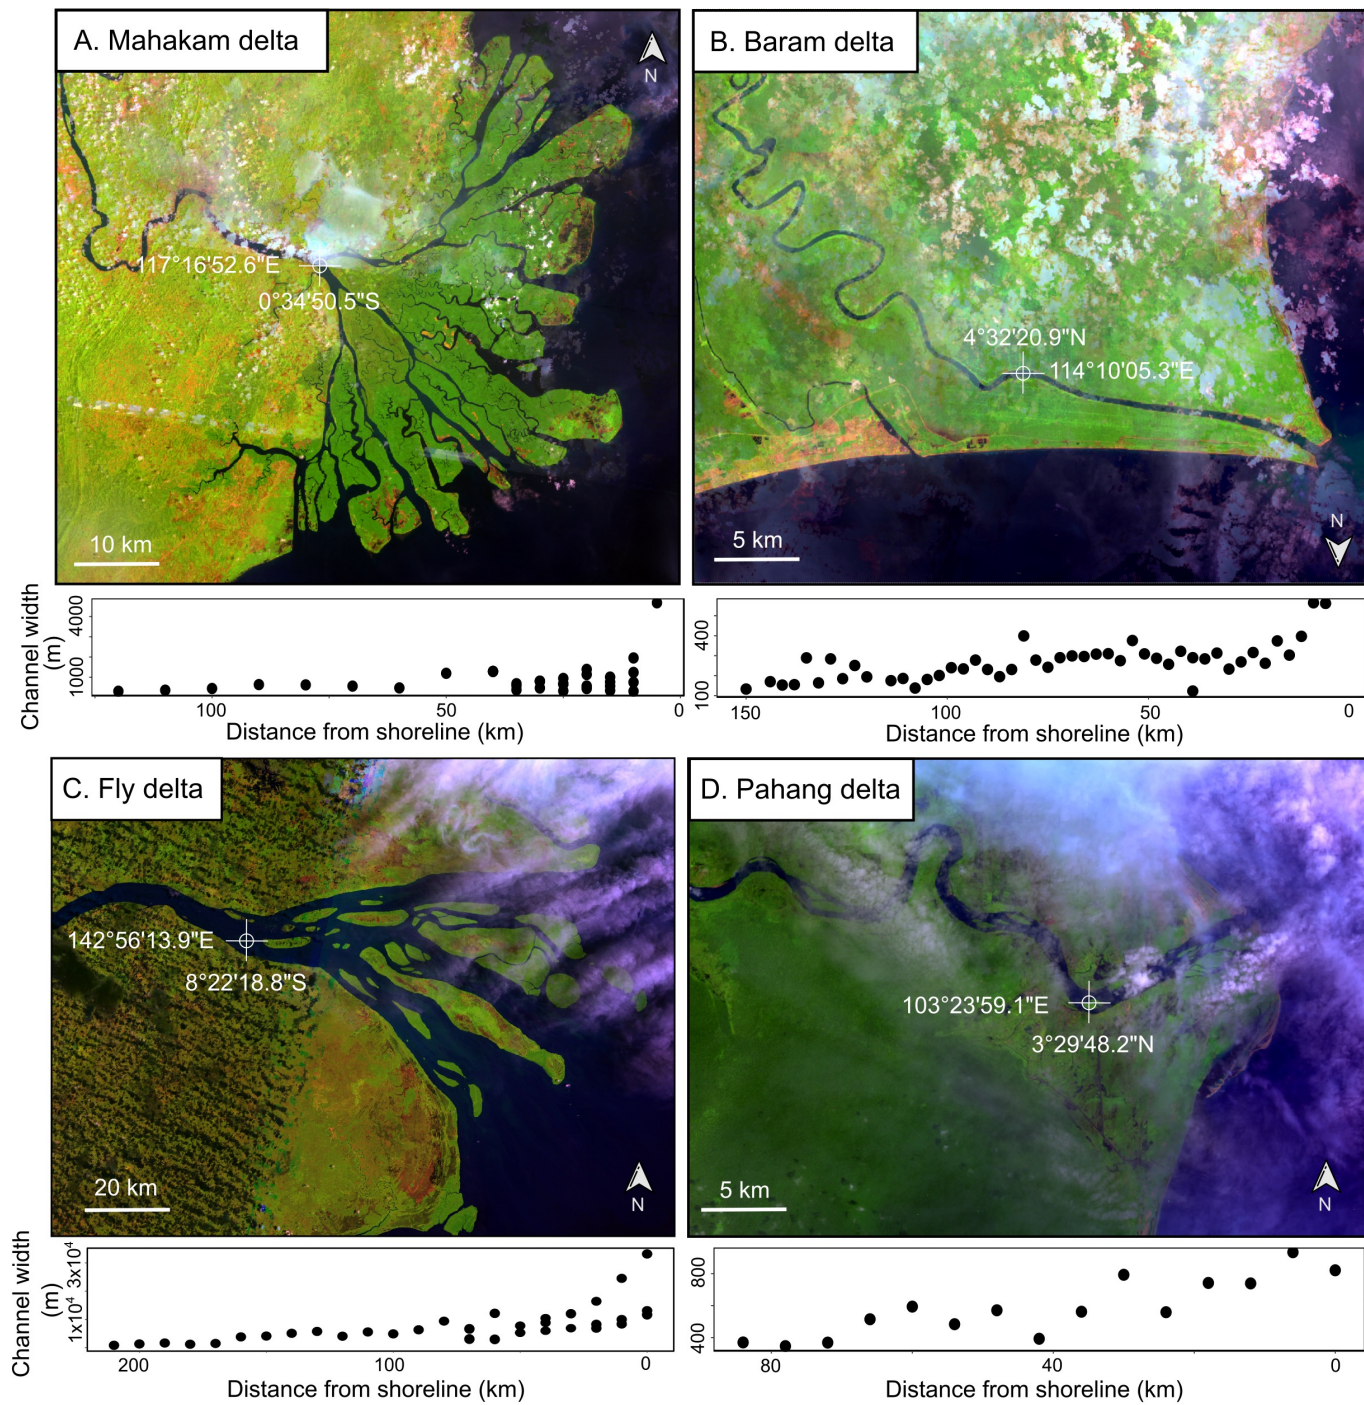 A. Mahakam delta
N
117°16'52.6"E
0°34'50.5"S
10 km
B. Baram delta
4°32'20.9"N
114°10'05.3"E
N
5 km
Channel width
(m)
4000
1000
100
50
0
Distance from shoreline (km)
400
100
150
100
50
0
Distance from shoreline (km)
C. Fly delta
142°56'13.9"E
8°22'18.8"S
20 km
N
D. Pahang delta
103°23'59.1"E
3°29'48.2"N
5 km
N
Channel width
(m)
3x10⁴
1x10⁴
200
100
0
Distance from shoreline (km)
800
400
80
40
0
Distance from shoreline (km)